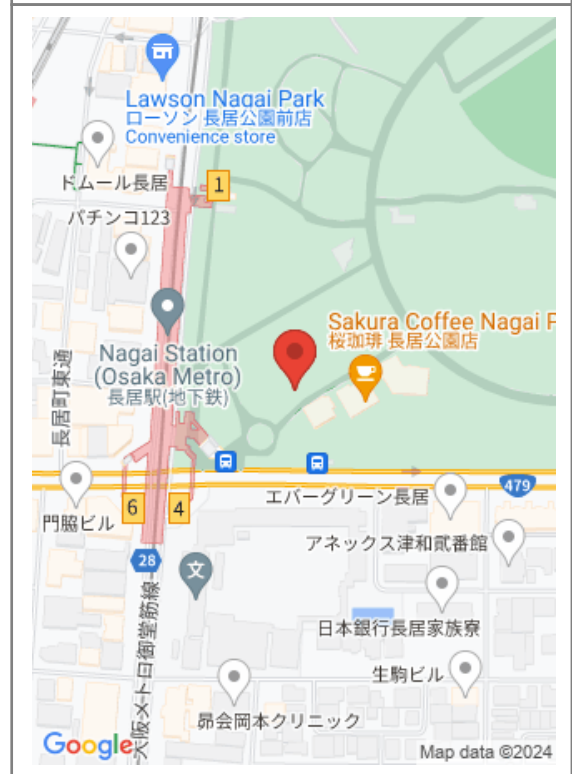 Lawson Nagai Park
ローソン 長居公園前店
Convenience store
ドムール長居
1
パチンコ123
Sakura Coffee Nagai P
桜珈琲 長居公園店
Nagai Station
(Osaka Metro)
長居駅(地下鉄)
長居町東通
479
エバーグリーン長居
6
4
門脇ビル
アネックス津和貮番館
28
文
日本銀行長居家族寮
生駒ビル
昴会岡本クリニック
大阪メトロ御堂筋線
Google
Map data ©2024